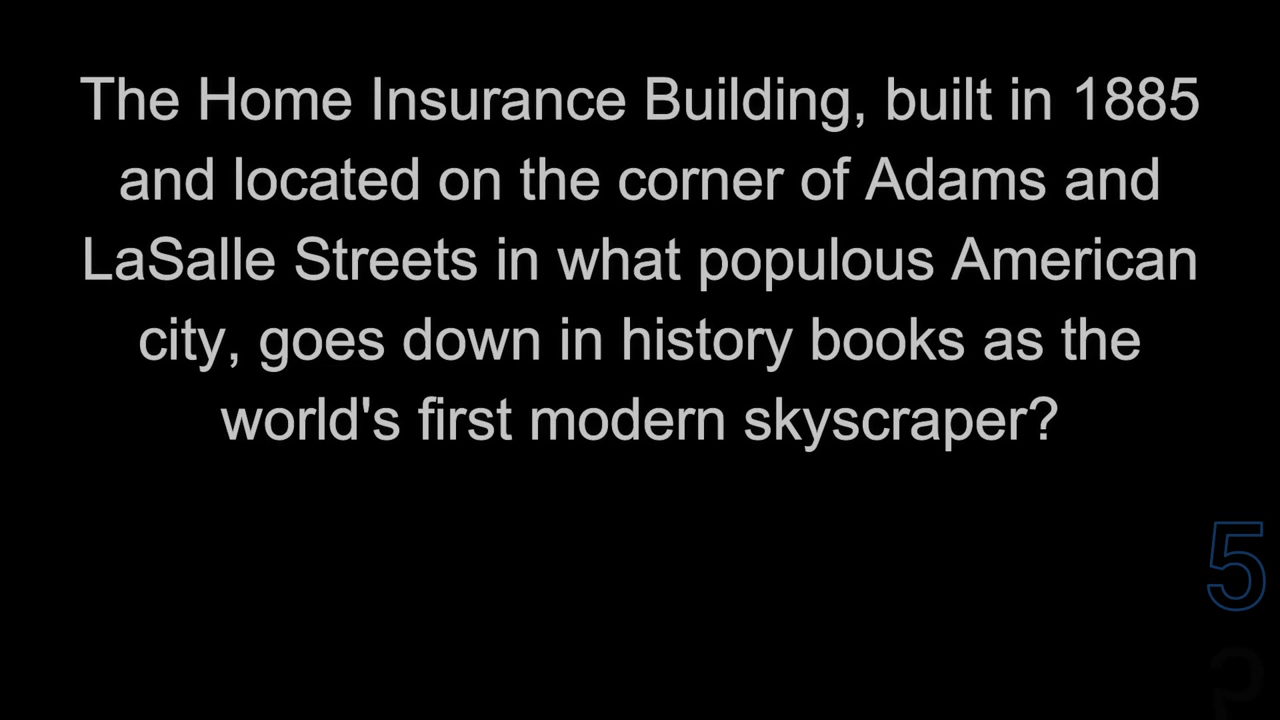 The Home Insurance Building, built in 1885
and located on the corner of Adams and
LaSalle Streets in what populous American
city, goes down in history books as the
world's first modern skyscraper?
5